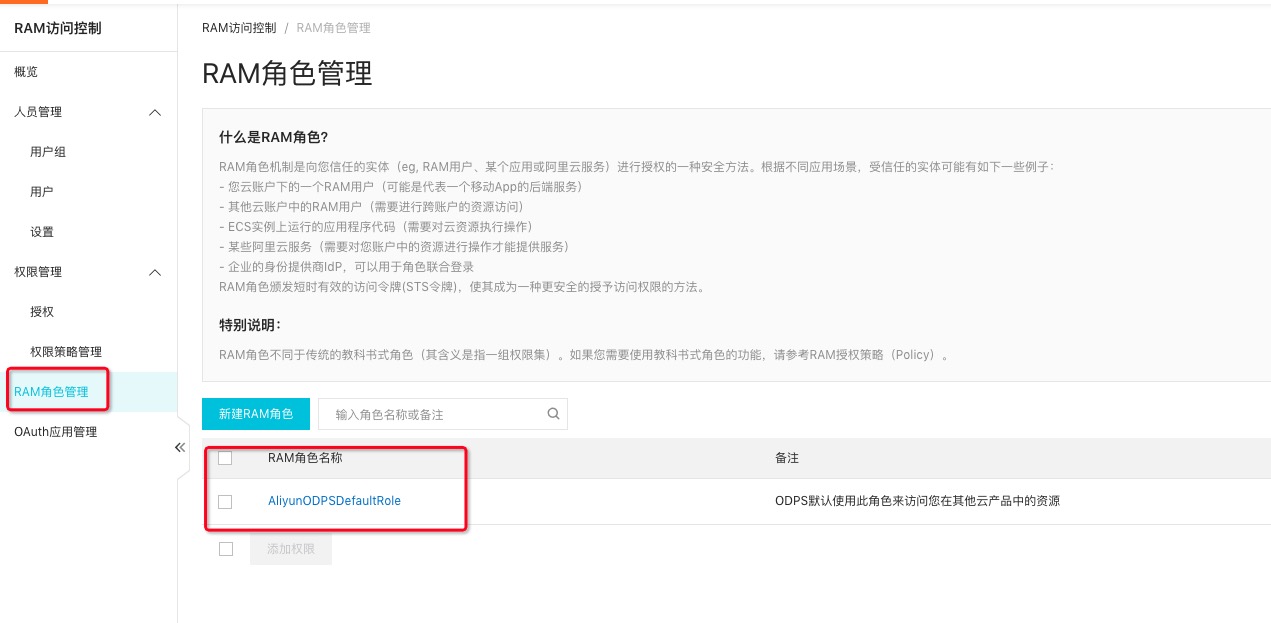 RAM访问控制
概览
人员管理
用户组
用户
设置
权限管理
授权
权限策略管理
RAM角色管理
OAuth应用管理
RAM访问控制 / RAM角色管理
RAM角色管理
什么是RAM角色?
RAM角色机制是向您信任的实体（eg, RAM用户、某个应用或阿里云服务）进行授权的一种安全方法。根据不同应用场景，受信任的实体可能有如下一些例子：
- 您云账户下的一个RAM用户（可能是代表一个移动App的后端服务）
- 其他云账户中的RAM用户（需要进行跨账户的资源访问）
- ECS实例上运行的应用程序代码（需要对云资源执行操作）
- 某些阿里云服务（需要对您账户中的资源进行操作才能提供服务）
- 企业的身份提供商IdP，可以用于角色联合登录
RAM角色颁发短时有效的访问令牌(STS令牌)，使其成为一种更安全的授予访问权限的方法。
特别说明：
RAM角色不同于传统的教科书式角色（其含义是指一组权限集）。如果您需要使用教科书式角色的功能，请参考RAM授权策略（Policy）。
新建RAM角色 输入角色名称或备注
RAM角色名称 备注
AliyunODPSDefaultRole ODPS默认使用此角色来访问您在其他云产品中的资源
添加权限